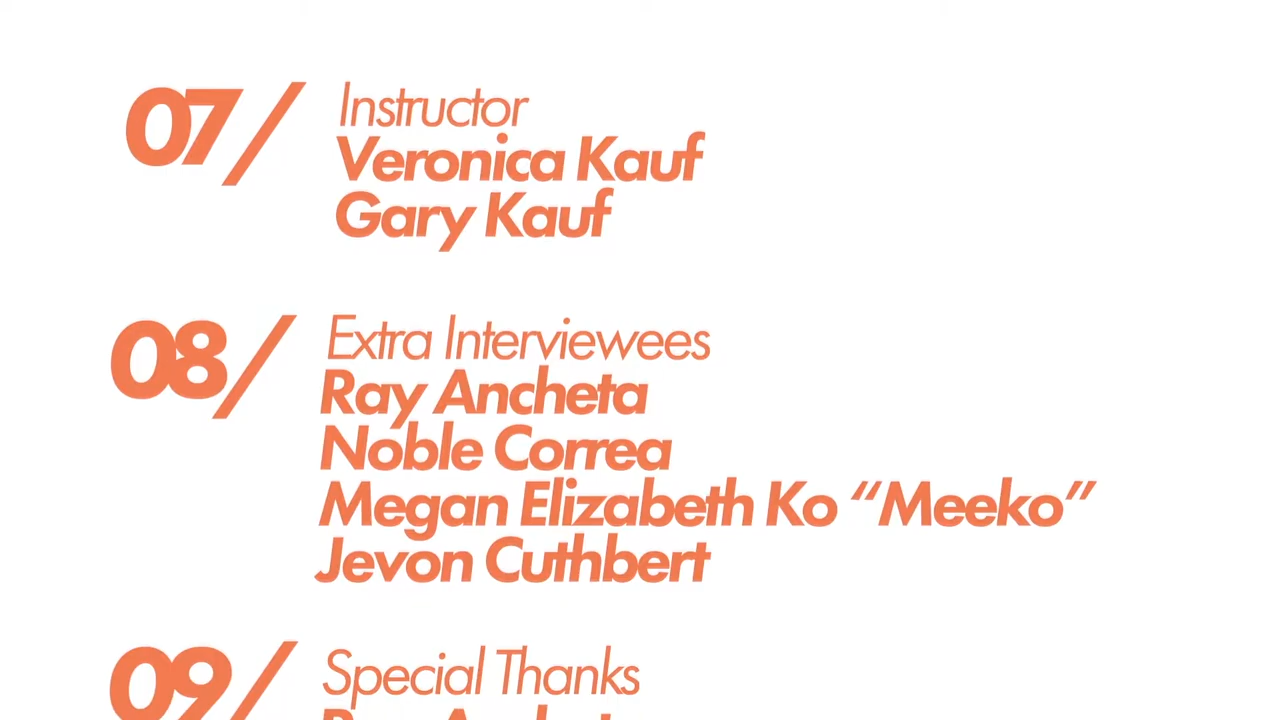 07/ Instructor
Veronica Kauf
Gary Kauf
08/ Extra Interviewees
Ray Ancheta
Noble Correa
Megan Elizabeth Ko “Meeko”
Jevon Cuthbert
09/ Special Thanks